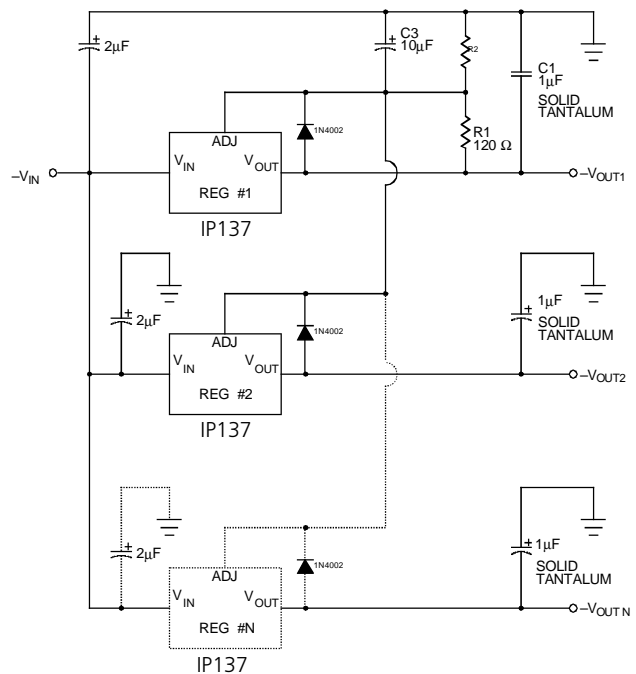 +
2μF
+
C3
10μF
R2
C1
1μF
SOLID
TANTALUM
ADJ
1N4002
R1
120 Ω
–VIN
VIN
VOUT
REG #1
–VOUT1
IP137
+
2μF
+
1μF
SOLID
TANTALUM
ADJ
1N4002
VIN
VOUT
REG #2
–VOUT2
IP137
+
2μF
+
1μF
SOLID
TANTALUM
ADJ
1N4002
VIN
VOUT
REG #N
–VOUT N
IP137